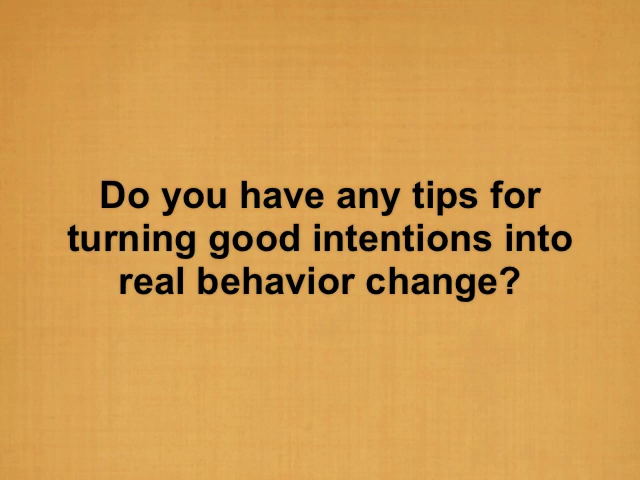 Do you have any tips for
turning good intentions into
real behavior change?